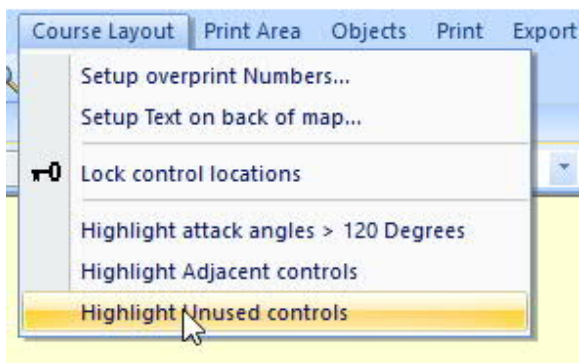 Course Layout Print Area Objects Print Export
Setup overprint Numbers...
Setup Text on back of map...
Lock control locations
Highlight attack angles > 120 Degrees
Highlight Adjacent controls
Highlight Unused controls